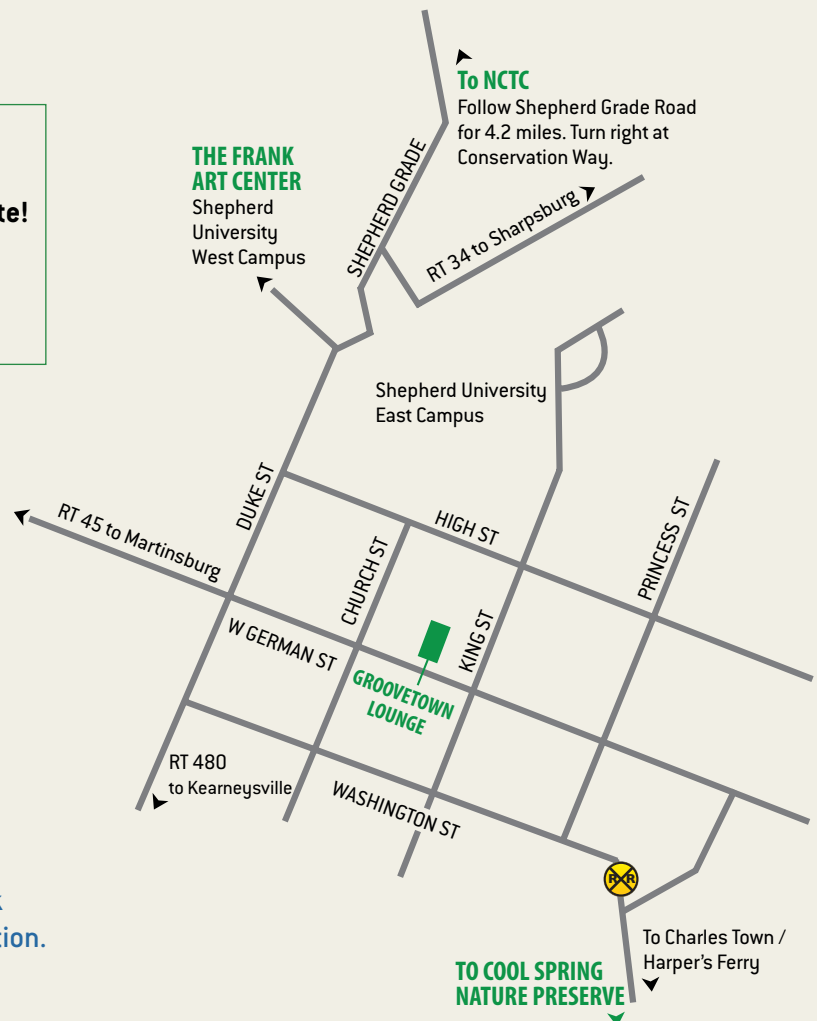 To NCTC
Follow Shepherd Grade Road
for 4.2 miles. Turn right at
Conservation Way.
THE FRANK
ART CENTER
Shepherd
University
West Campus
SHEPHERD GRADE
RT 34 to Sharpsburg
Shepherd University
East Campus
DUKE ST
RT 45 to Martinsburg
HIGH ST
PRINCESS ST
CHURCH ST
KING ST
W GERMAN ST
GROOVETOWN
LOUNGE
RT 480
to Kearneysville
WASHINGTON ST
R R
To Charles Town /
Harper's Ferry
TO COOL SPRING
NATURE PRESERVE